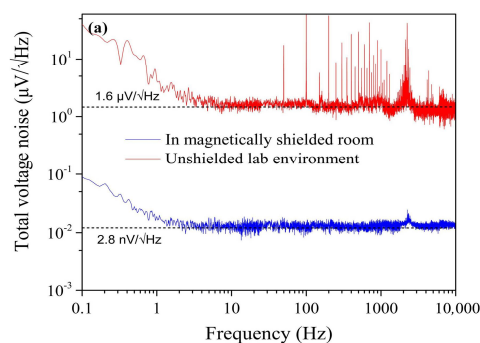 (a)
Total voltage noise (μV/√Hz)
10¹
10⁰
10⁻¹
10⁻²
10⁻³
1.6 μV/√Hz
In magnetically shielded room
Unshielded lab environment
2.8 nV/√Hz
0.1 1 10 100 1000 10,000
Frequency (Hz)